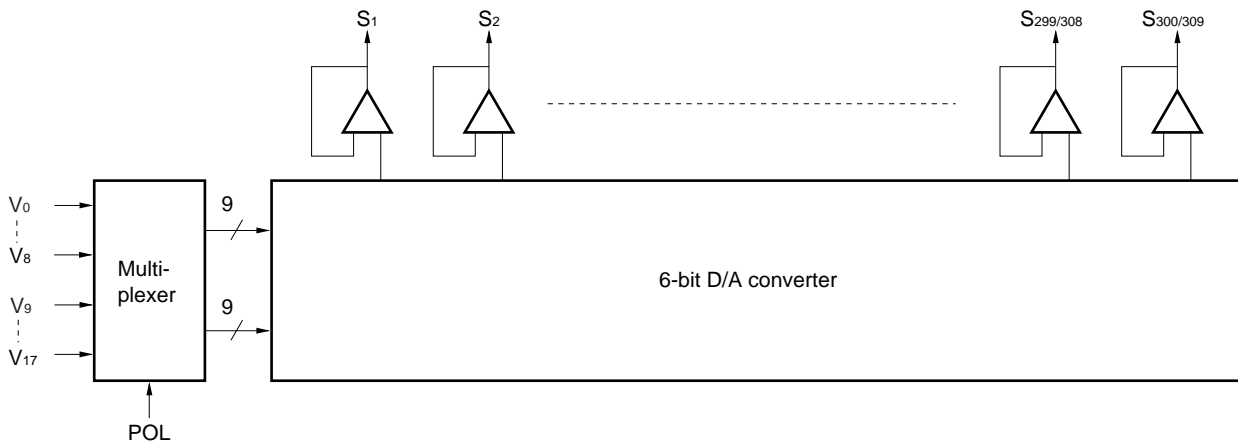 S1
S2
S299/308
S300/309
V0
V8
V9
V17
Multi-
plexer
9
9
6-bit D/A converter
POL